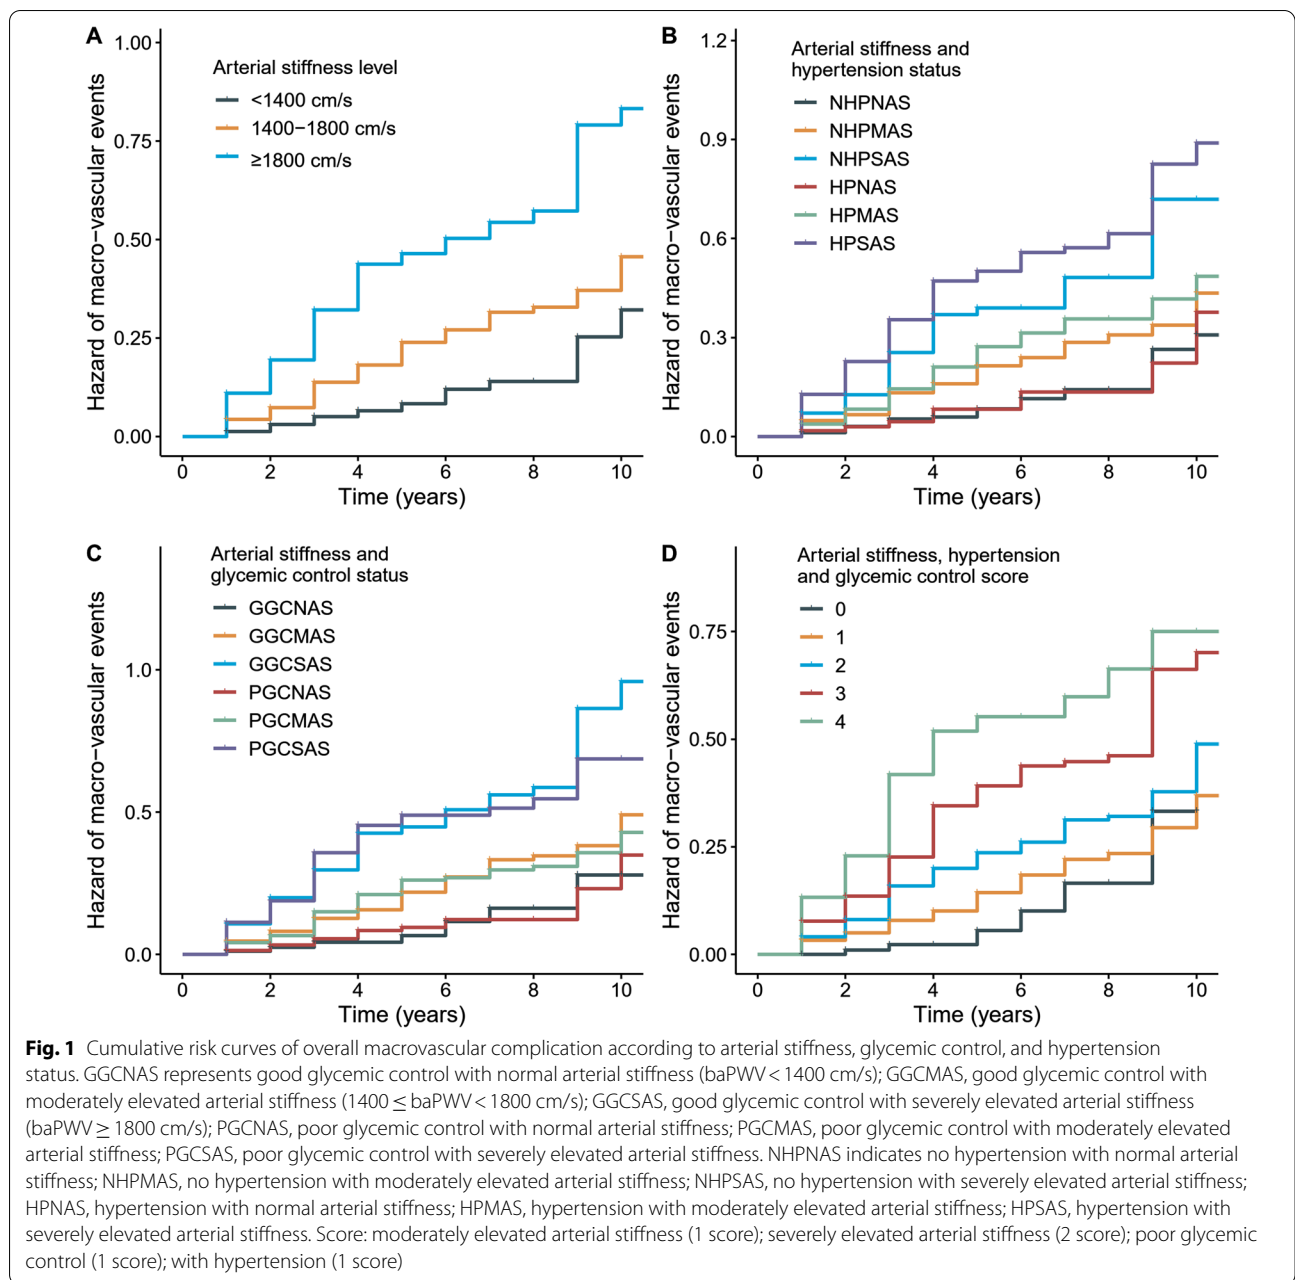 A
1.00
0.75
0.50
0.25
0.00
Hazard of macro−vascular events
Arterial stiffness level
<1400 cm/s
1400−1800 cm/s
≥1800 cm/s
0 2 4 6 8 10
Time (years)
B
1.2
0.9
0.6
0.3
0.0
Hazard of macro−vascular events
Arterial stiffness and
hypertension status
NHPNAS
NHPMAS
NHPSAS
HPNAS
HPMAS
HPSAS
0 2 4 6 8 10
Time (years)
C
1.0
0.5
0.0
Hazard of macro−vascular events
Arterial stiffness and
glycemic control status
GGCNAS
GGCMAS
GGCSAS
PGCNAS
PGCMAS
PGCSAS
0 2 4 6 8 10
Time (years)
D
0.75
0.50
0.25
0.00
Hazard of macro−vascular events
Arterial stiffness, hypertension
and glycemic control score
0
1
2
3
4
0 2 4 6 8 10
Time (years)
Fig. 1 Cumulative risk curves of overall macrovascular complication according to arterial stiffness, glycemic control, and hypertension
status. GGCNAS represents good glycemic control with normal arterial stiffness (baPWV < 1400 cm/s); GGCMAS, good glycemic control with
moderately elevated arterial stiffness (1400 ≤ baPWV < 1800 cm/s); GGCSAS, good glycemic control with severely elevated arterial stiffness
(baPWV ≥ 1800 cm/s); PGCNAS, poor glycemic control with normal arterial stiffness; PGCMAS, poor glycemic control with moderately elevated
arterial stiffness; PGCSAS, poor glycemic control with severely elevated arterial stiffness. NHPNAS indicates no hypertension with normal arterial
stiffness; NHPMAS, no hypertension with moderately elevated arterial stiffness; NHPSAS, no hypertension with severely elevated arterial stiffness;
HPNAS, hypertension with normal arterial stiffness; HPMAS, hypertension with moderately elevated arterial stiffness; HPSAS, hypertension with
severely elevated arterial stiffness. Score: moderately elevated arterial stiffness (1 score); severely elevated arterial stiffness (2 score); poor glycemic
control (1 score); with hypertension (1 score)